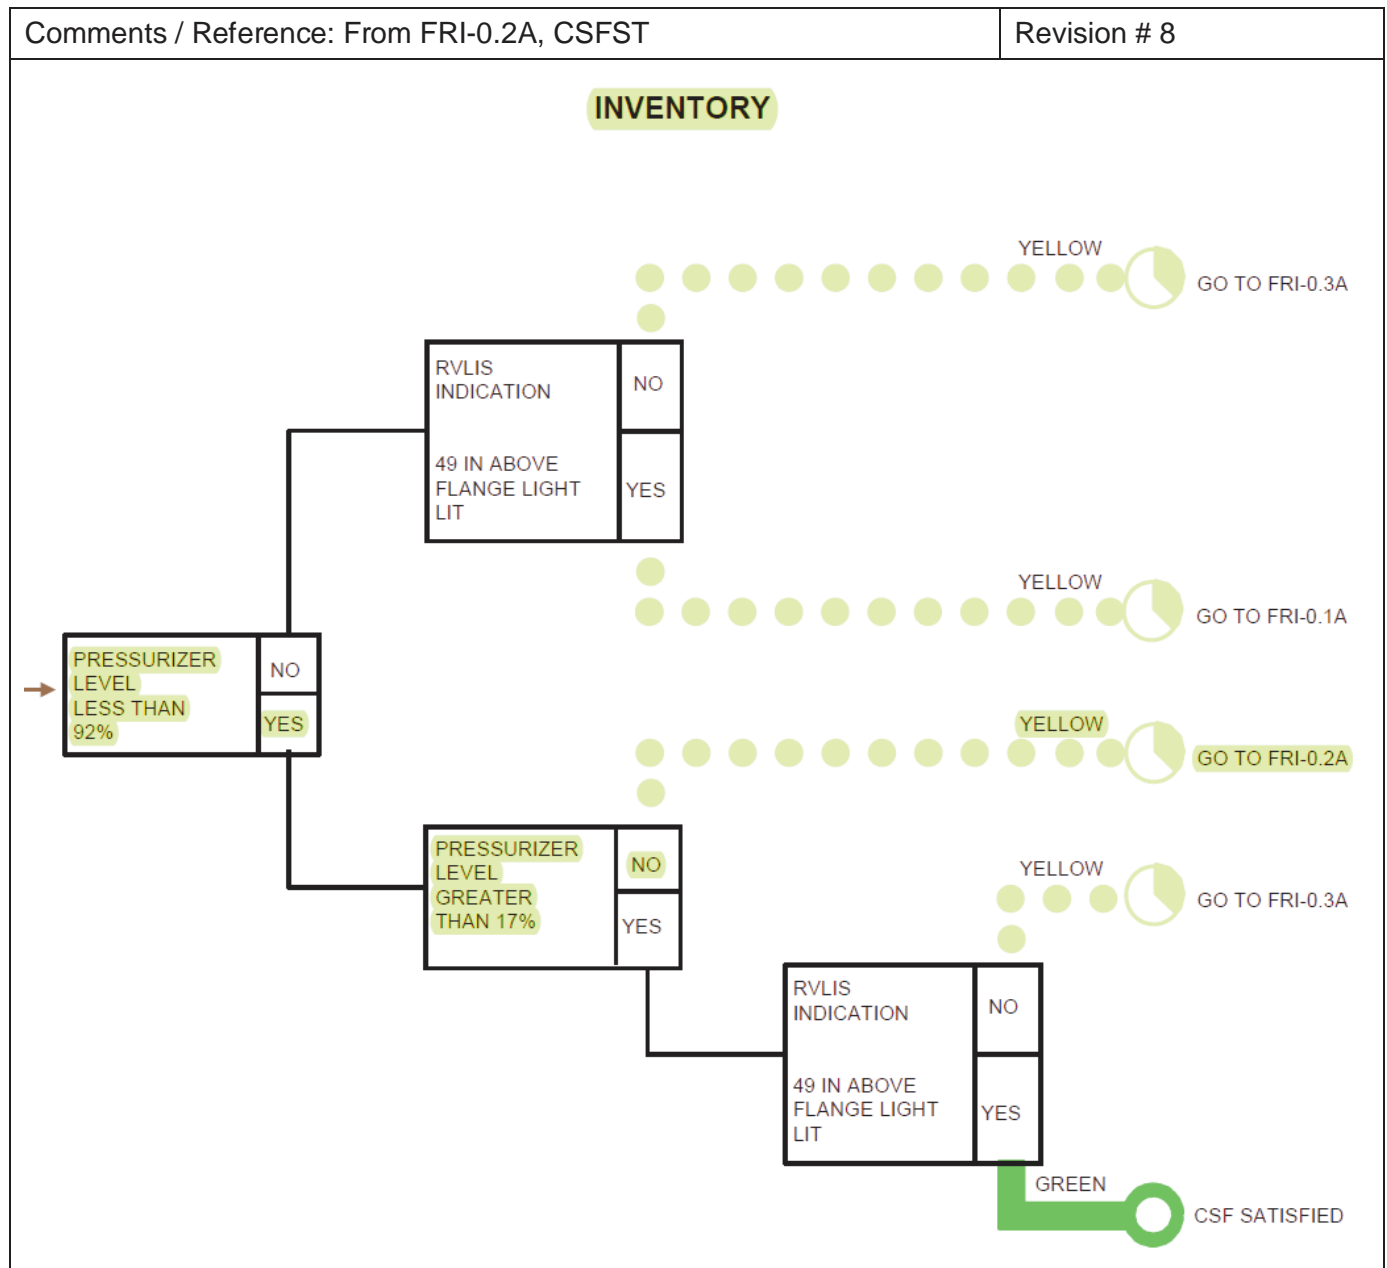 Comments / Reference: From FRI-0.2A, CSFST
Revision # 8
INVENTORY
YELLOW
GO TO FRI-0.3A
RVLIS
INDICATION
49 IN ABOVE
FLANGE LIGHT
LIT
NO
YES
YELLOW
GO TO FRI-0.1A
PRESSURIZER
LEVEL
LESS THAN
92%
NO
YES
YELLOW
GO TO FRI-0.2A
PRESSURIZER
LEVEL
GREATER
THAN 17%
NO
YES
YELLOW
GO TO FRI-0.3A
RVLIS
INDICATION
49 IN ABOVE
FLANGE LIGHT
LIT
NO
YES
GREEN
CSF SATISFIED